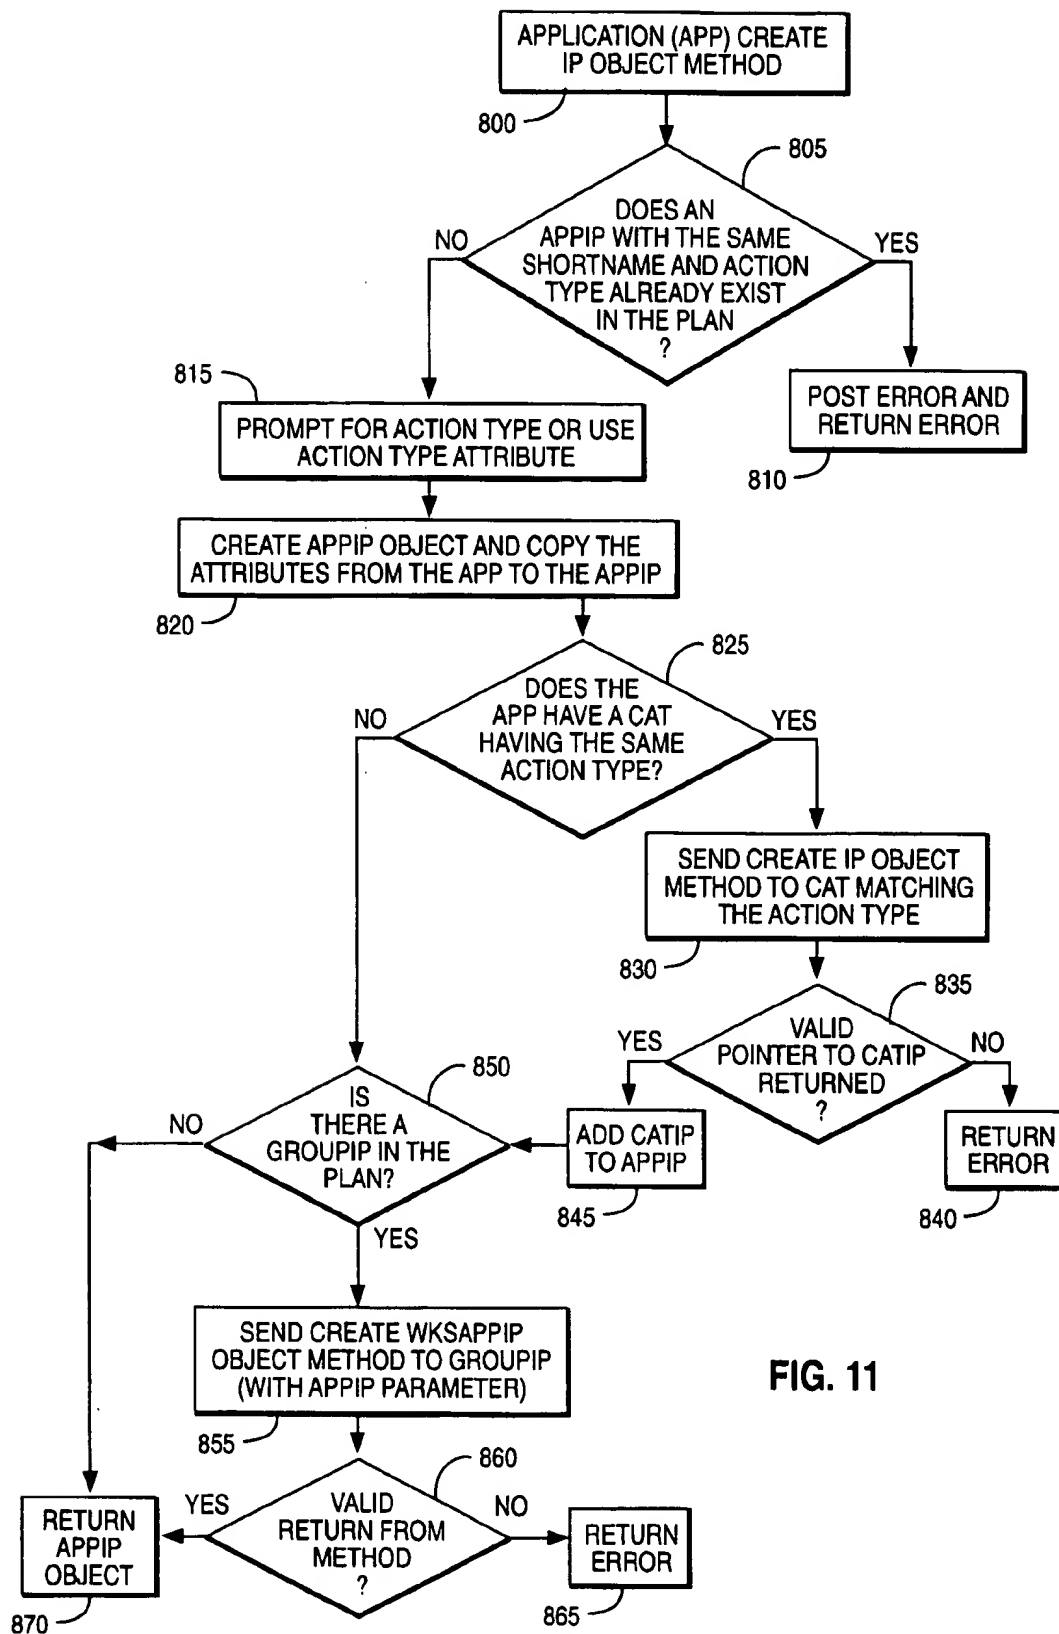 APPLICATION (APP) CREATE
IP OBJECT METHOD
800
805
DOES AN
APPIP WITH THE SAME
SHORTNAME AND ACTION
TYPE ALREADY EXIST
IN THE PLAN
?
NO
YES
815
PROMPT FOR ACTION TYPE OR USE
ACTION TYPE ATTRIBUTE
POST ERROR AND
RETURN ERROR
810
CREATE APPIP OBJECT AND COPY THE
ATTRIBUTES FROM THE APP TO THE APPIP
820
825
DOES THE
APP HAVE A CAT
HAVING THE SAME
ACTION TYPE?
NO
YES
SEND CREATE IP OBJECT
METHOD TO CAT MATCHING
THE ACTION TYPE
830
835
VALID
POINTER TO CATIP
RETURNED
?
YES
NO
850
IS
THERE A
GROUPIP IN THE
PLAN?
NO
YES
ADD CATIP
TO APPIP
845
RETURN
ERROR
840
SEND CREATE WKSAPPIP
OBJECT METHOD TO GROUPIP
(WITH APPIP PARAMETER)
855
FIG. 11
860
VALID
RETURN FROM
METHOD
?
YES
NO
RETURN
APPIP
OBJECT
870
RETURN
ERROR
865